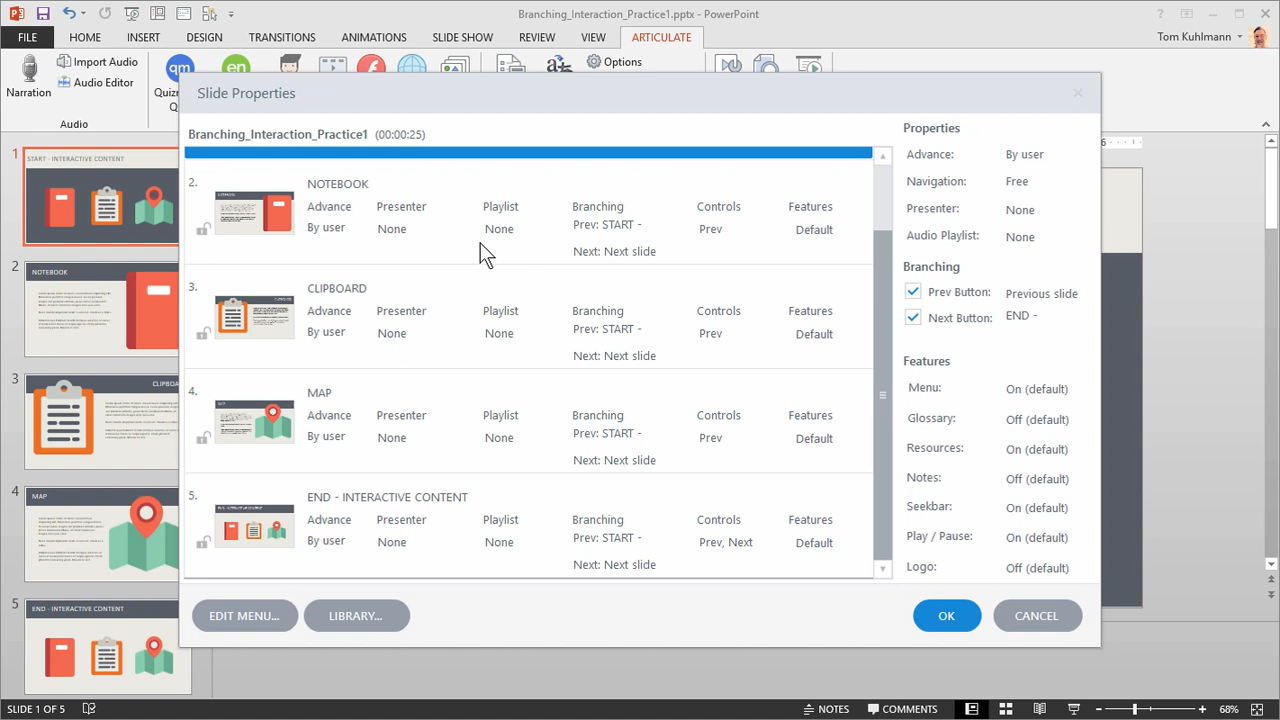 Branching_Interaction_Practice1.pptx - PowerPoint
FILE
HOME
INSERT
DESIGN
TRANSITIONS
ANIMATIONS
SLIDE SHOW
REVIEW
VIEW
ARTICULATE
Tom Kuhlmann
Narration
Import Audio
Audio Editor
Audio
qm
Quizm
Q
en
Options
Slide Properties
Branching_Interaction_Practice1 (00:00:25)
2.
NOTEBOOK
Advance Presenter Playlist Branching Controls Features
By user None None Prev: START - Prev Default
Next: Next slide
3.
CLIPBOARD
Advance Presenter Playlist Branching Controls Features
By user None None Prev: START - Prev Default
Next: Next slide
4.
MAP
Advance Presenter Playlist Branching Controls Features
By user None None Prev: START - Prev Default
Next: Next slide
5.
END - INTERACTIVE CONTENT
Advance Presenter Playlist Branching Controls Features
By user None None Prev: START - Prev, Next Default
Next: Next slide
EDIT MENU...
LIBRARY...
Properties
Advance: By user
Navigation: Free
Presenter: None
Audio Playlist: None
Branching
Prev Button: Previous slide
Next Button: END -
Features
Menu: On (default)
Glossary: Off (default)
Resources: On (default)
Notes: Off (default)
Seekbar: On (default)
Play / Pause: On (default)
Logo: Off (default)
OK
CANCEL
1
START - INTERACTIVE CONTENT
2
NOTEBOOK
3
CLIPBOA
4
MAP
5
END - INTERACTIVE CONTENT
6
SLIDE 1 OF 5
NOTES
COMMENTS
68%